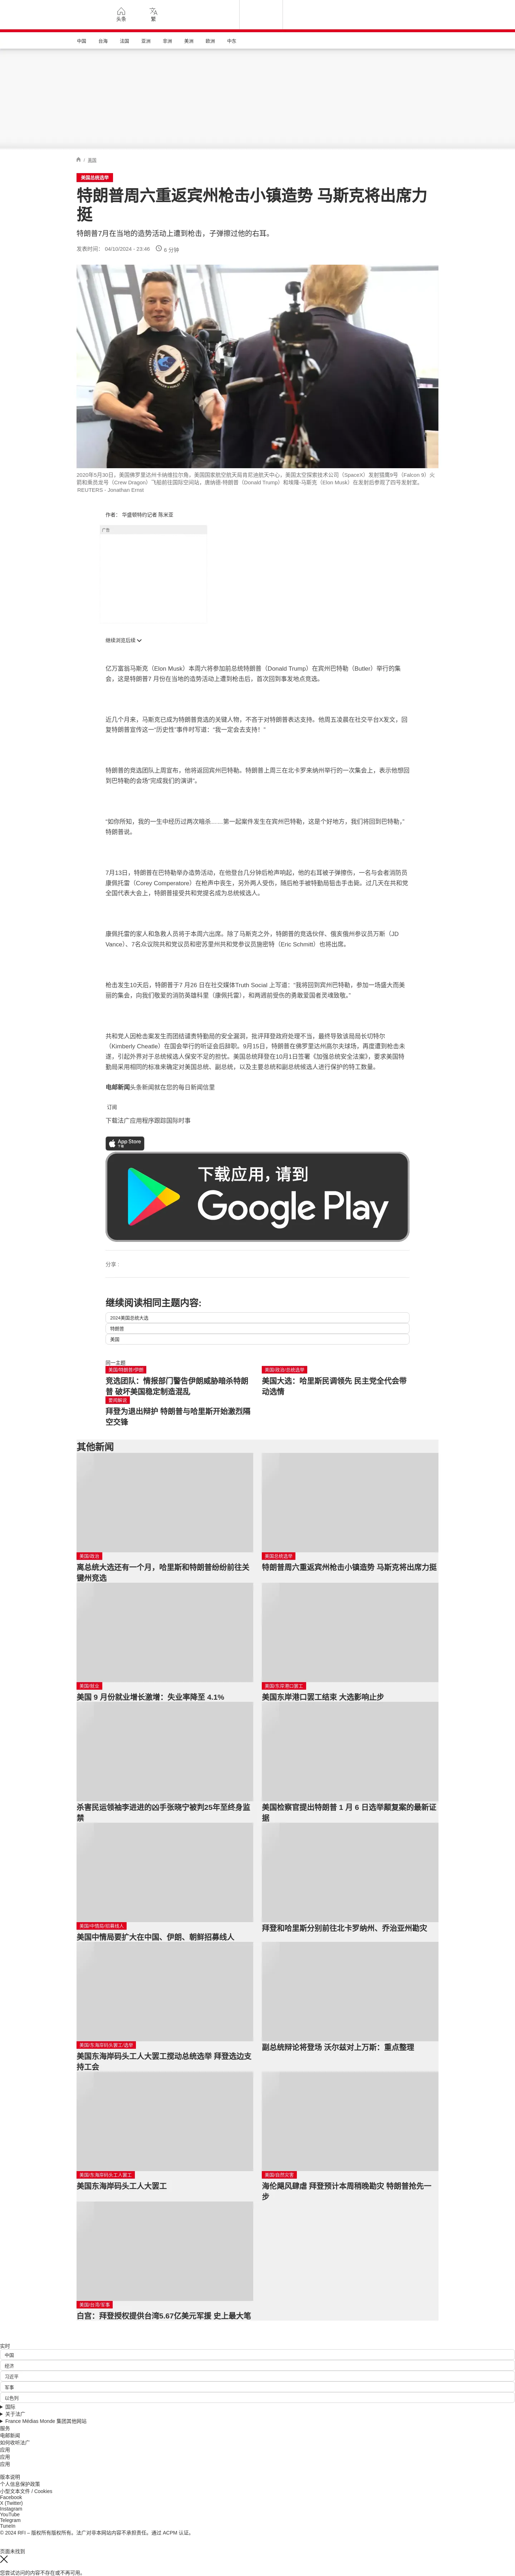 头条
繁
中国
台海
法国
亚洲
非洲
美洲
欧洲
中东
/ 美国
美国总统选举
特朗普周六重返宾州枪击小镇造势 马斯克将出席力
挺
特朗普7月在当地的造势活动上遭到枪击，子弹擦过他的右耳。
发表时间： 04/10/2024 - 23:46 6 分钟
2020年5月30日，美国佛罗里达州卡纳维拉尔角，美国国家航空航天局肯尼迪航天中心，美国太空探索技术公司（SpaceX）发射猎鹰9号（Falcon 9）火
箭和乘员龙号（Crew Dragon）飞船前往国际空间站，唐纳德·特朗普（Donald Trump）和埃隆·马斯克（Elon Musk）在发射后参观了四号发射室。
REUTERS - Jonathan Ernst
作者： 华盛顿特约记者 陈米亚
广告
继续浏览后续
亿万富翁马斯克（Elon Musk）本周六将参加前总统特朗普（Donald Trump）在宾州巴特勒（Butler）举行的集
会，这是特朗普7 月份在当地的造势活动上遭到枪击后，首次回到事发地点竞选。
近几个月来，马斯克已成为特朗普竞选的关键人物，不吝于对特朗普表达支持。他周五凌晨在社交平台X发文，回
复特朗普宣传这一“历史性”事件时写道：“我一定会去支持！”
特朗普的竞选团队上周宣布，他将返回宾州巴特勒。特朗普上周三在北卡罗来纳州举行的一次集会上，表示他想回
到巴特勒的会场“完成我们的演讲”。
“如你所知，我的一生中经历过两次暗杀……第一起案件发生在宾州巴特勒，这是个好地方，我们将回到巴特勒。”
特朗普说。
7月13日，特朗普在巴特勒举办造势活动，在他登台几分钟后枪声响起，他的右耳被子弹擦伤，一名与会者消防员
康佩托雷（Corey Comperatore）在枪声中丧生，另外两人受伤，随后枪手被特勤局狙击手击毙。过几天在共和党
全国代表大会上，特朗普接受共和党提名成为总统候选人。
康佩托雷的家人和急救人员将于本周六出席。除了马斯克之外，特朗普的竞选伙伴、俄亥俄州参议员万斯（JD
Vance）、7名众议院共和党议员和密苏里州共和党参议员施密特（Eric Schmitt）也将出席。
枪击发生10天后，特朗普于7 月26 日在社交媒体Truth Social 上写道：“我将回到宾州巴特勒，参加一场盛大而美
丽的集会，向我们敬爱的消防英雄科里（康佩托雷），和两週前受伤的勇敢爱国者灵魂致敬。”
共和党人因枪击案发生而团结谴责特勤局的安全漏洞，批评拜登政府处理不当，最终导致该局局长切特尔
（Kimberly Cheatle）在国会举行的听证会后辞职。9月15日，特朗普在佛罗里达州高尔夫球场，再度遭到枪击未
遂，引起外界对于总统候选人保安不足的担忧。美国总统拜登在10月1日签署《加强总统安全法案》，要求美国特
勤局采用相同的标准来确定对美国总统、副总统，以及主要总统和副总统候选人进行保护的特工数量。
电邮新闻头条新闻就在您的每日新闻信里
订阅
下载法广应用程序跟踪国际时事
App Store
下载
下载应用，请到
Google Play
分享 :
继续阅读相同主题内容:
2024美国总统大选
特朗普
美国
同一主题
美国/特朗普/伊朗
竞选团队：情报部门警告伊朗威胁暗杀特朗
普 破坏美国稳定制造混乱
美国/政治/总统选举
美国大选：哈里斯民调领先 民主党全代会带
动选情
要闻解说
拜登为退出辩护 特朗普与哈里斯开始激烈隔
空交锋
其他新闻
美国/政治
离总统大选还有一个月，哈里斯和特朗普纷纷前往关
键州竞选
美国总统选举
特朗普周六重返宾州枪击小镇造势 马斯克将出席力挺
美国/就业
美国 9 月份就业增长激增：失业率降至 4.1%
美国/东岸港口罢工
美国东岸港口罢工结束 大选影响止步
杀害民运领袖李进进的凶手张晓宁被判25年至终身监
禁
美国检察官提出特朗普 1 月 6 日选举颠复案的最新证
据
美国/中情局/招募线人
美国中情局要扩大在中国、伊朗、朝鲜招募线人
拜登和哈里斯分别前往北卡罗纳州、乔治亚州勘灾
美国/东海岸码头罢工/选举
美国东海岸码头工人大罢工搅动总统选举 拜登选边支
持工会
副总统辩论将登场 沃尔兹对上万斯：重点整理
美国/东海岸码头工人罢工
美国东海岸码头工人大罢工
美国/自然灾害
海伦飓风肆虐 拜登预计本周稍晚勘灾 特朗普抢先一
步
美国/台湾/军事
白宫：拜登授权提供台湾5.67亿美元军援 史上最大笔
实时
中国
经济
习近平
军事
以色列
国际
关于法广
France Médias Monde 集团其他网站
服务
电邮新闻
如何收听法广
应用
应用
应用
版本说明
个人信息保护政策
小型文本文件 / Cookies
Facebook
X (Twitter)
Instagram
YouTube
Telegram
TuneIn
© 2024 RFI – 版权所有版权所有。法广对非本网站内容不承担责任。通过 ACPM 认证。
页面未找到
您尝试访问的内容不存在或不再可用。